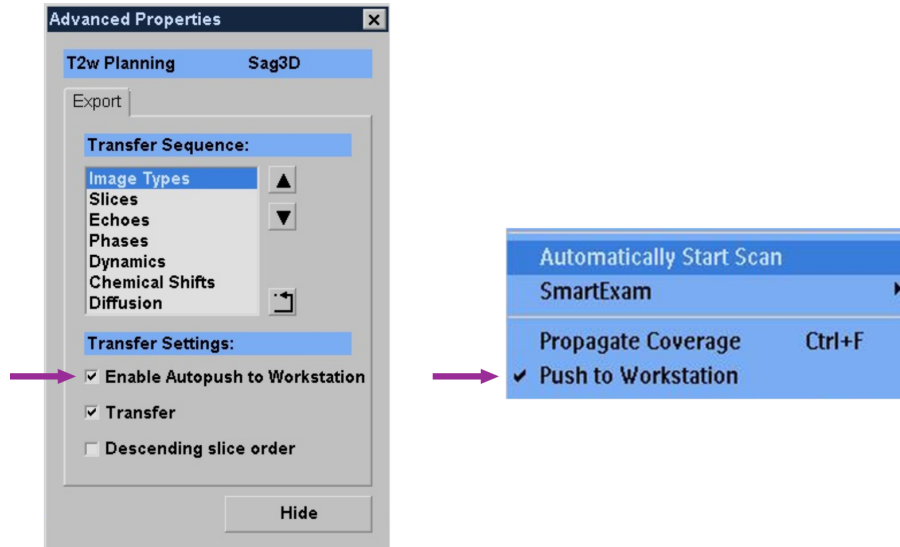 Advanced Properties
T2w Planning Sag3D
Export
Transfer Sequence:
Image Types
Slices
Echoes
Phases
Dynamics
Chemical Shifts
Diffusion
Transfer Settings:
Enable Autopush to Workstation
Transfer
Descending slice order
Hide
Automatically Start Scan
SmartExam
Propagate Coverage Ctrl+F
Push to Workstation